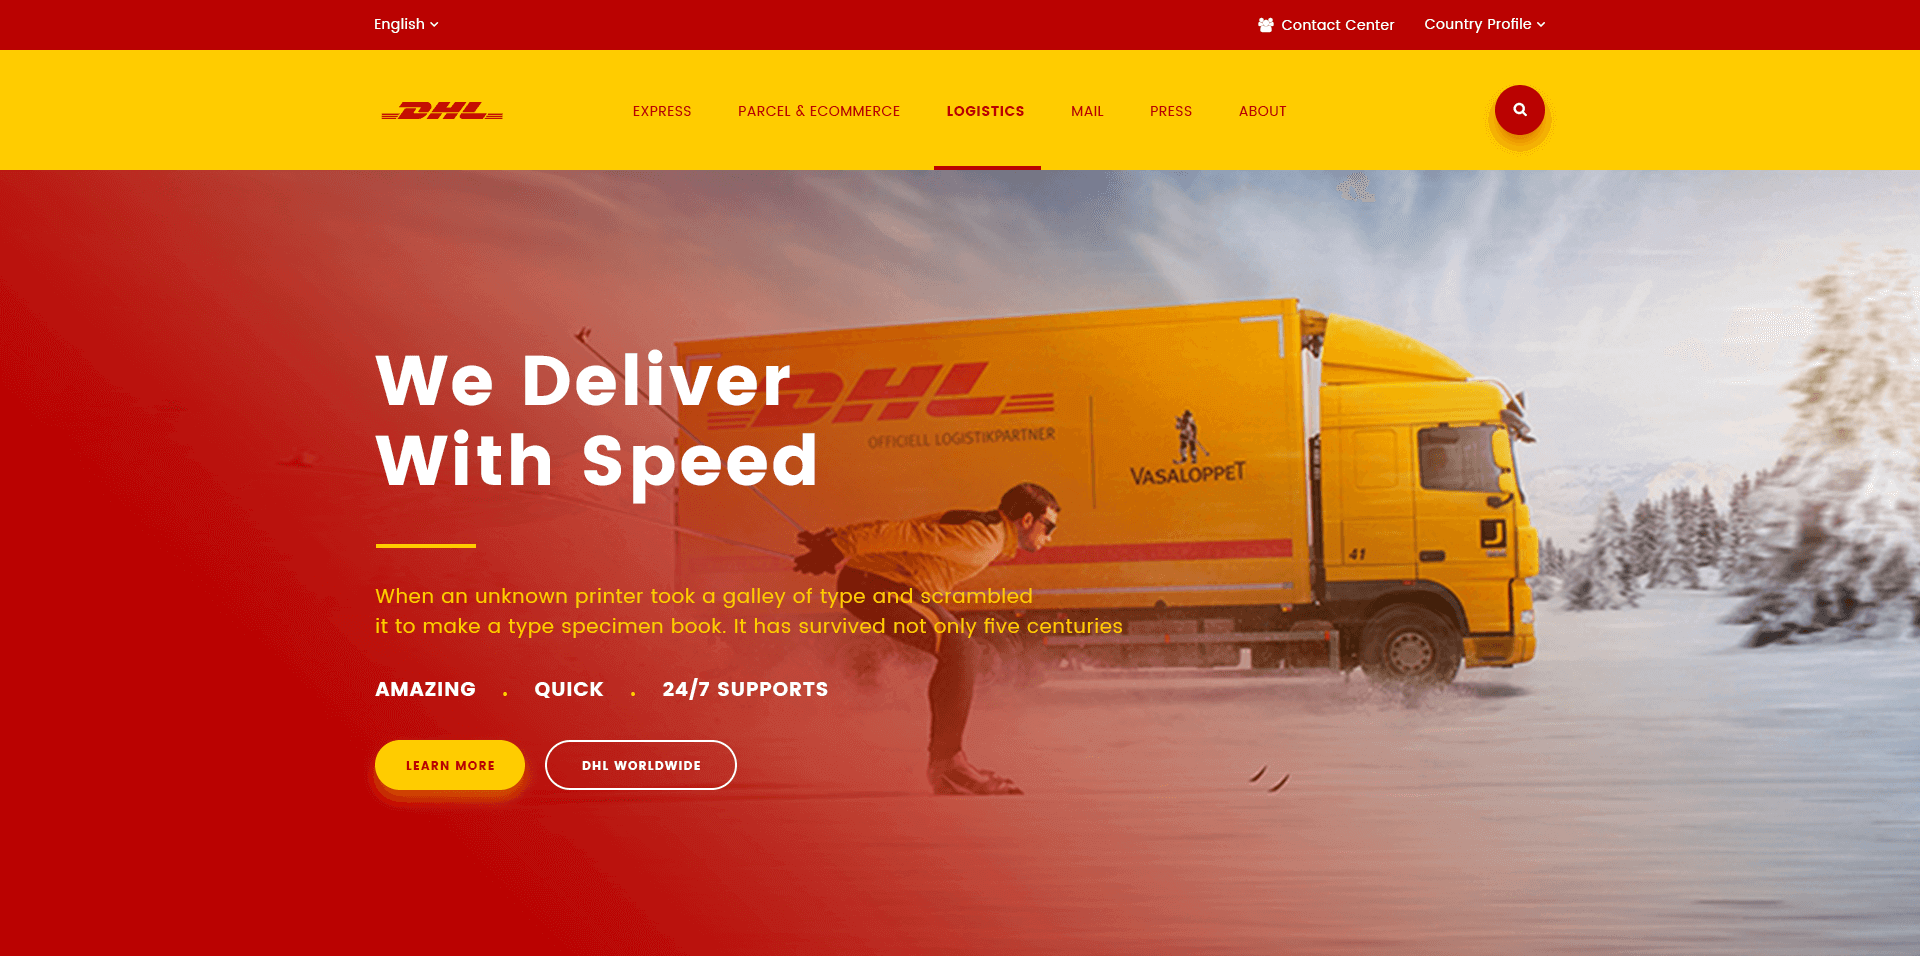 English
Contact Center
Country Profile
DHL
EXPRESS
PARCEL & ECOMMERCE
LOGISTICS
MAIL
PRESS
ABOUT
We Deliver
With Speed
DHL
OFFICIELL LOGISTIKPARTNER
VASALOPPET
41
When an unknown printer took a galley of type and scrambled
it to make a type specimen book. It has survived not only five centuries
AMAZING . QUICK . 24/7 SUPPORTS
LEARN MORE
DHL WORLDWIDE